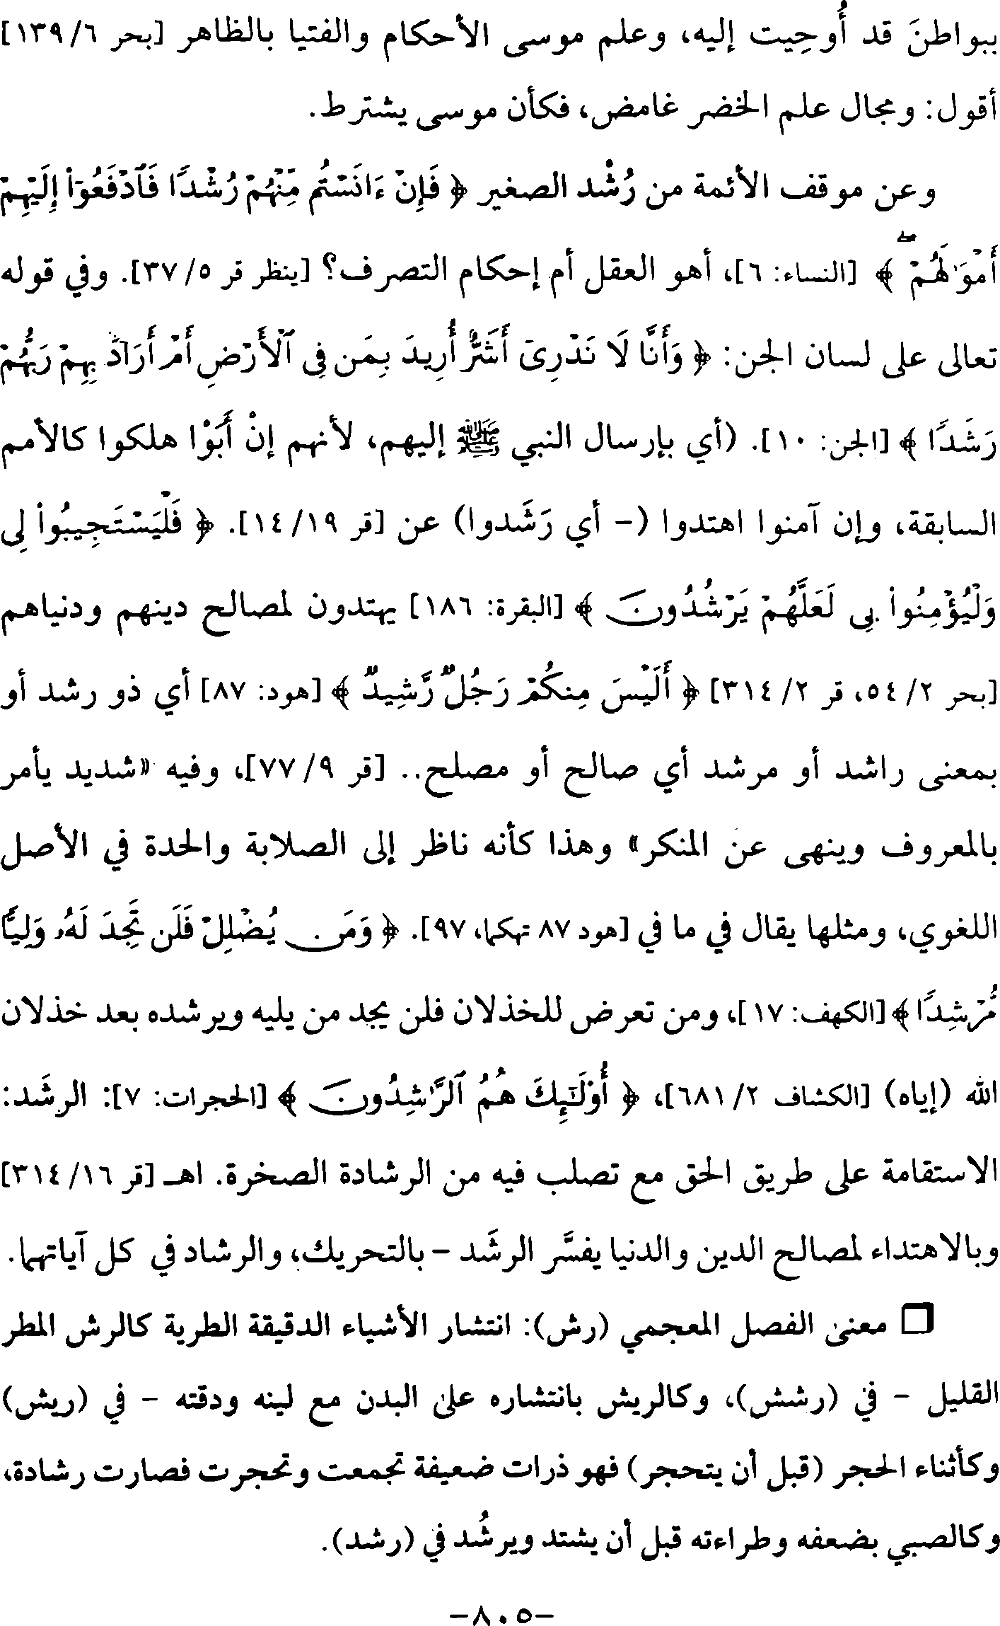 ببواطنَ قد أُوحِيت إليه، وعلم موسى الأحكام والفتيا بالظاهر [بحر ٦/ ١٣٩]
أقول: ومجال علم الخضر غامض، فكأن موسى يشترط.
وعن موقف الأئمة من رُشْد الصغير ﴿ فَإِنۡ ءَانَسۡتُم مِّنۡهُمۡ رُشۡدٗا فَٱدۡفَعُوٓاْ إِلَيۡهِمۡ
أَمۡوَٰلَهُمۡۖ ﴾ [النساء: ٦]، أهو العقل أم إحكام التصرف؟ [ينظر قر ٥/ ٣٧]. وفي قوله
تعالى على لسان الجن: ﴿ وَأَنَّا لَا نَدۡرِيٓ أَشَرٌّ أُرِيدَ بِمَن فِي ٱلۡأَرۡضِ أَمۡ أَرَادَ بِهِمۡ رَبُّهُمۡ
رَشَدٗا ﴾ [الجن: ١٠]. (أي بإرسال النبي ﷺ إليهم، لأنهم إنْ أَبَوْا هلكوا كالأمم
السابقة، وإن آمنوا اهتدوا (- أي رَشَدوا) عن [قر ١٩/ ١٤]. ﴿ فَلۡيَسۡتَجِيبُواْ لِي
وَلۡيُؤۡمِنُواْ بِي لَعَلَّهُمۡ يَرۡشُدُونَ ﴾ [البقرة: ١٨٦] يهتدون لمصالح دينهم ودنياهم
[بحر ٢/ ٥٤، قر ٢/ ٣١٤] ﴿ أَلَيۡسَ مِنكُمۡ رَجُلٞ رَّشِيدٞ ﴾ [هود: ٨٧] أي ذو رشد أو
بمعنى راشد أو مرشد أي صالح أو مصلح.. [قر ٩/ ٧٧]، وفيه «شديد يأمر
بالمعروف وينهى عن المنكر» وهذا كأنه ناظر إلى الصلابة والحدة في الأصل
اللغوي، ومثلها يقال في ما في [هود ٨٧ تهكما، ٩٧]. ﴿ وَمَن يُضۡلِلۡ فَلَن تَجِدَ لَهُۥ وَلِيّٗا
مُّرۡشِدٗا ﴾ [الكهف: ١٧]، ومن تعرض للخذلان فلن يجد من يليه ويرشده بعد خذلان
الله (إياه) [الكشاف ٢/ ٦٨١]، ﴿ أُوْلَٰٓئِكَ هُمُ ٱلرَّٰشِدُونَ ﴾ [الحجرات: ٧]: الرشَد:
الاستقامة على طريق الحق مع تصلب فيه من الرشادة الصخرة. اهـ [قر ١٦/ ٣١٤]
وبالاهتداء لمصالح الدين والدنيا يفسَّر الرشَد - بالتحريك، والرشاد في كل آياتهما.
❑ معنى الفصل المعجمي (رش): انتشار الأشياء الدقيقة الطرية كالرش المطر
القليل - في (رشش)، وكالريش بانتشاره على البدن مع لينه ودقته - في (ريش)
وكأثناء الحجر (قبل أن يتحجر) فهو ذرات ضعيفة تجمعت وتحجرت فصارت رشادة،
وكالصبي بضعفه وطراءته قبل أن يشتد ويرشُد في (رشد).
-٨٠٥-